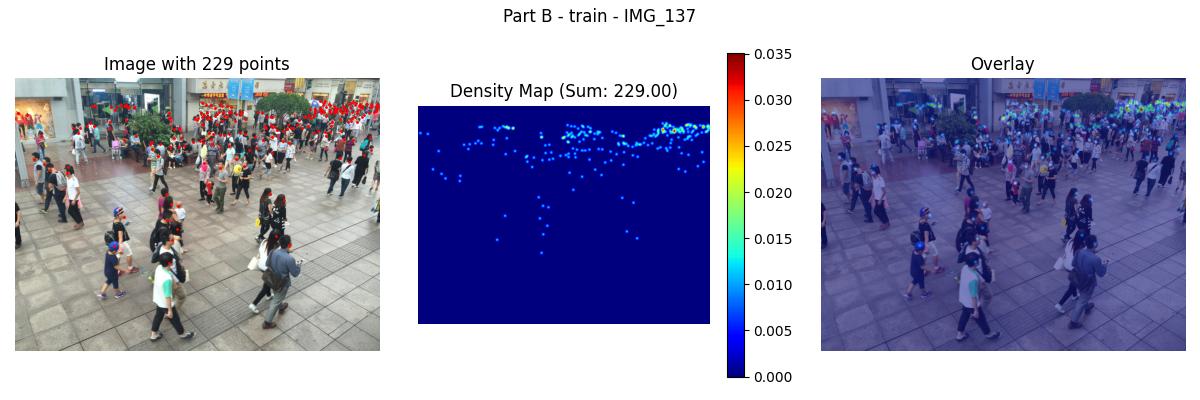 Part B - train - IMG_137
Image with 229 points
Density Map (Sum: 229.00)
0.035
0.030
0.025
0.020
0.015
0.010
0.005
0.000
Overlay